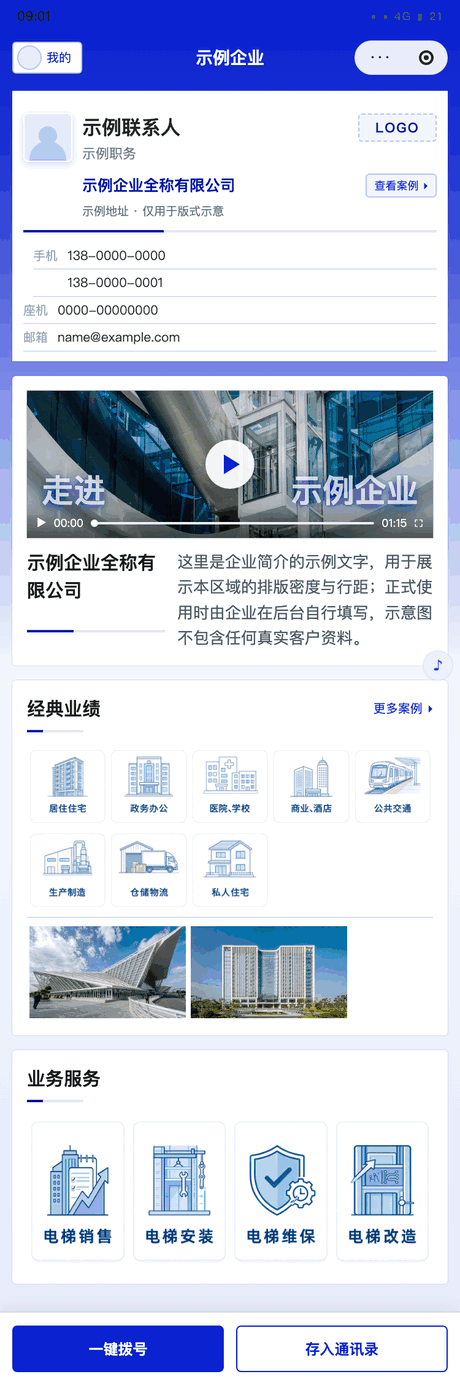 09:01
4G 21
我的
示例企业
示例联系人
LOGO
示例职务
示例企业全称有限公司
查看案例
示例地址 · 仅用于版式示意
手机 138-0000-0000
138-0000-0001
座机 0000-00000000
邮箱 name@example.com
走进 示例企业
00:00 01:15
示例企业全称有
限公司
这里是企业简介的示例文字，用于展
示本区域的排版密度与行距；正式使
用时由企业在后台自行填写，示意图
不包含任何真实客户资料。
经典业绩
更多案例
居住住宅
政务办公
医院、学校
商业、酒店
公共交通
生产制造
仓储物流
私人住宅
业务服务
电梯销售
电梯安装
电梯维保
电梯改造
一键拨号
存入通讯录